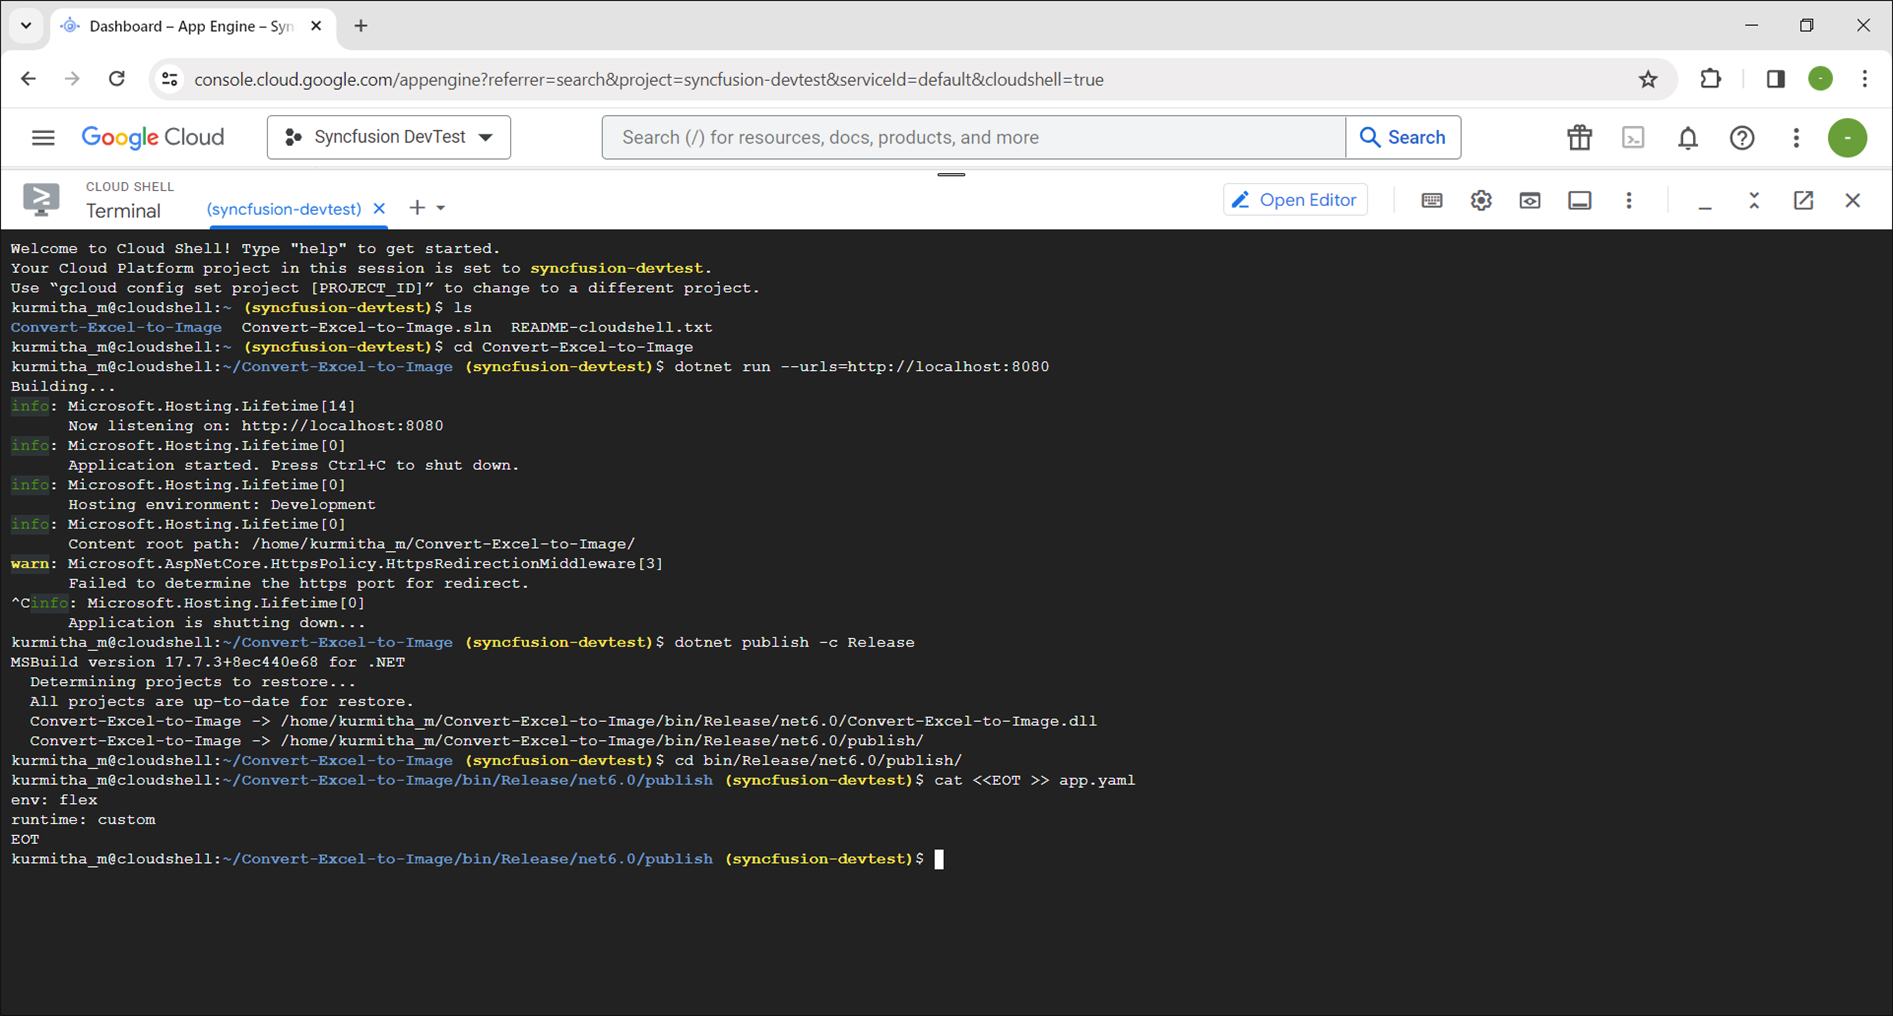 Dashboard – App Engine – Syn
console.cloud.google.com/appengine?referrer=search&project=syncfusion-devtest&serviceId=default&cloudshell=true
Google Cloud
Syncfusion DevTest
Search (/) for resources, docs, products, and more
Search
CLOUD SHELL
Terminal
(syncfusion-devtest)
Open Editor
Welcome to Cloud Shell! Type "help" to get started.
Your Cloud Platform project in this session is set to syncfusion-devtest.
Use “gcloud config set project [PROJECT_ID]” to change to a different project.
kurmitha_m@cloudshell:~ (syncfusion-devtest)$ ls
Convert-Excel-to-Image  Convert-Excel-to-Image.sln  README-cloudshell.txt
kurmitha_m@cloudshell:~ (syncfusion-devtest)$ cd Convert-Excel-to-Image
kurmitha_m@cloudshell:~/Convert-Excel-to-Image (syncfusion-devtest)$ dotnet run --urls=http://localhost:8080
Building...
info: Microsoft.Hosting.Lifetime[14]
      Now listening on: http://localhost:8080
info: Microsoft.Hosting.Lifetime[0]
      Application started. Press Ctrl+C to shut down.
info: Microsoft.Hosting.Lifetime[0]
      Hosting environment: Development
info: Microsoft.Hosting.Lifetime[0]
      Content root path: /home/kurmitha_m/Convert-Excel-to-Image/
warn: Microsoft.AspNetCore.HttpsPolicy.HttpsRedirectionMiddleware[3]
      Failed to determine the https port for redirect.
^Cinfo: Microsoft.Hosting.Lifetime[0]
      Application is shutting down...
kurmitha_m@cloudshell:~/Convert-Excel-to-Image (syncfusion-devtest)$ dotnet publish -c Release
MSBuild version 17.7.3+8ec440e68 for .NET
  Determining projects to restore...
  All projects are up-to-date for restore.
  Convert-Excel-to-Image -> /home/kurmitha_m/Convert-Excel-to-Image/bin/Release/net6.0/Convert-Excel-to-Image.dll
  Convert-Excel-to-Image -> /home/kurmitha_m/Convert-Excel-to-Image/bin/Release/net6.0/publish/
kurmitha_m@cloudshell:~/Convert-Excel-to-Image (syncfusion-devtest)$ cd bin/Release/net6.0/publish/
kurmitha_m@cloudshell:~/Convert-Excel-to-Image/bin/Release/net6.0/publish (syncfusion-devtest)$ cat <<EOT >> app.yaml
env: flex
runtime: custom
EOT
kurmitha_m@cloudshell:~/Convert-Excel-to-Image/bin/Release/net6.0/publish (syncfusion-devtest)$